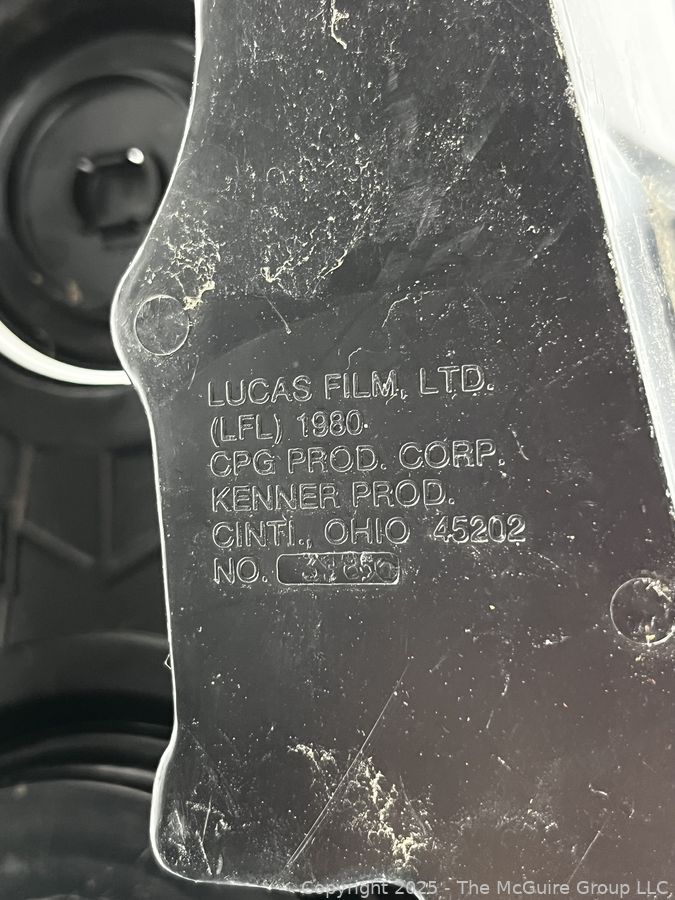 LUCAS FILM, LTD.
(LFL) 1980
CPG PROD. CORP.
KENNER PROD.
CINTI., OHIO 45202
NO.
Copyright 2025 - The McGuire Group LLC,